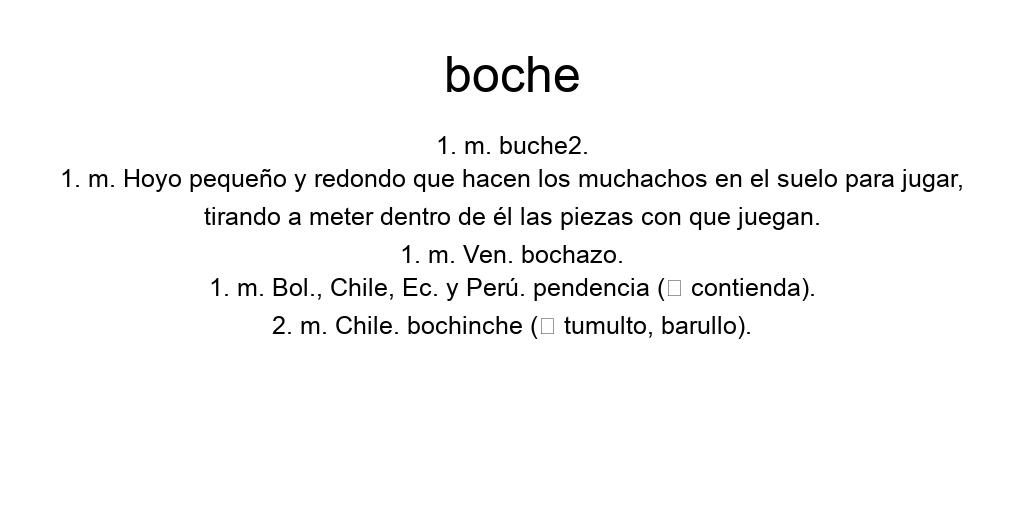 boche
1. m. buche2.
1. m. Hoyo pequeño y redondo que hacen los muchachos en el suelo para jugar,
tirando a meter dentro de él las piezas con que juegan.
1. m. Ven. bochazo.
1. m. Bol., Chile, Ec. y Perú. pendencia (▯ contienda).
2. m. Chile. bochinche (▯ tumulto, barullo).